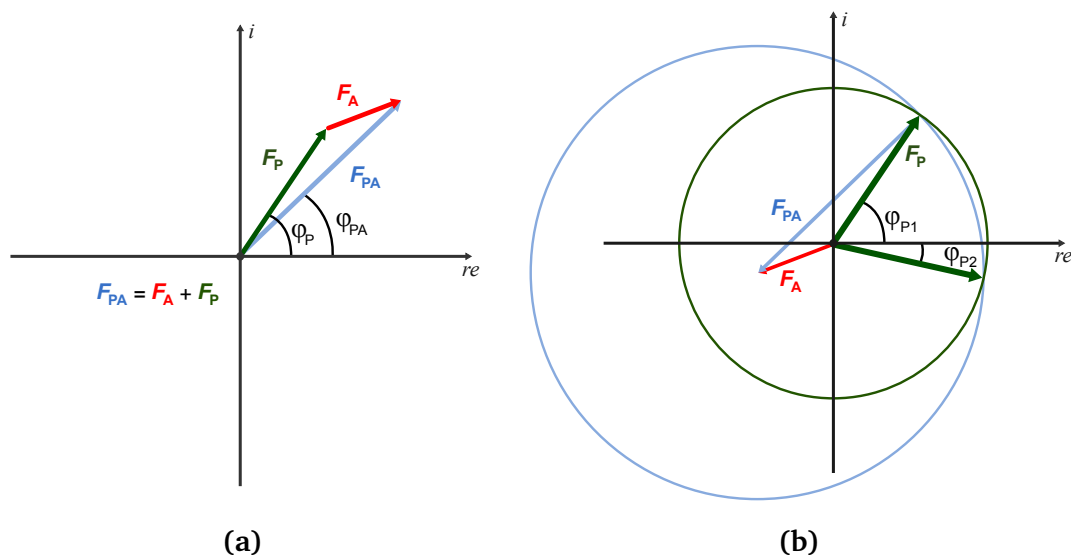 i
F_A
F_P
F_PA
φ_P
φ_PA
re
F_PA = F_A + F_P
(a)
i
F_P
F_PA
φ_P1
φ_P2
F_A
re
(b)